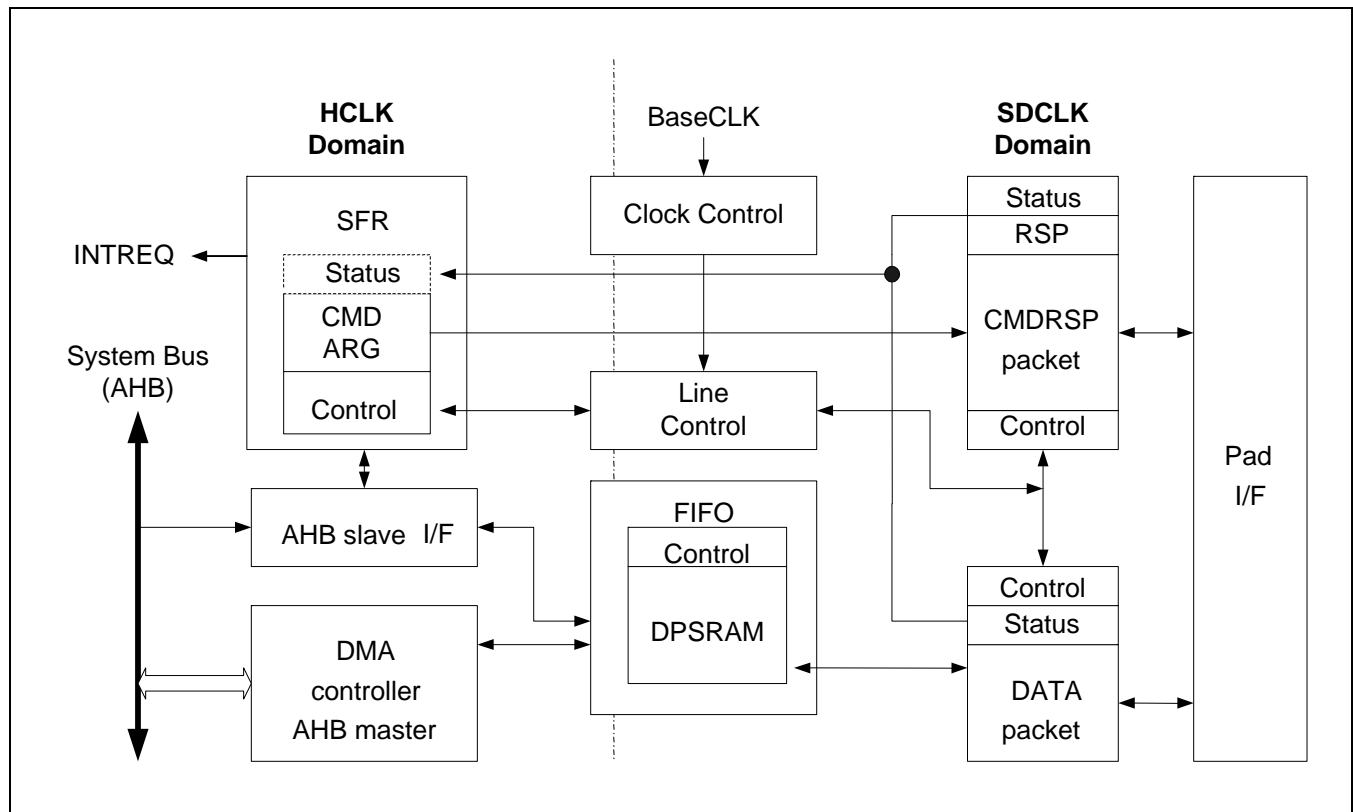 HCLK
Domain
BaseCLK
SDCLK
Domain
SFR
Status
CMD
ARG
Control
INTREQ
System Bus
(AHB)
Clock Control
Line
Control
Status
RSP
CMDRSP
packet
Control
Pad
I/F
AHB slave I/F
FIFO
Control
DPSRAM
DMA
controller
AHB master
Control
Status
DATA
packet